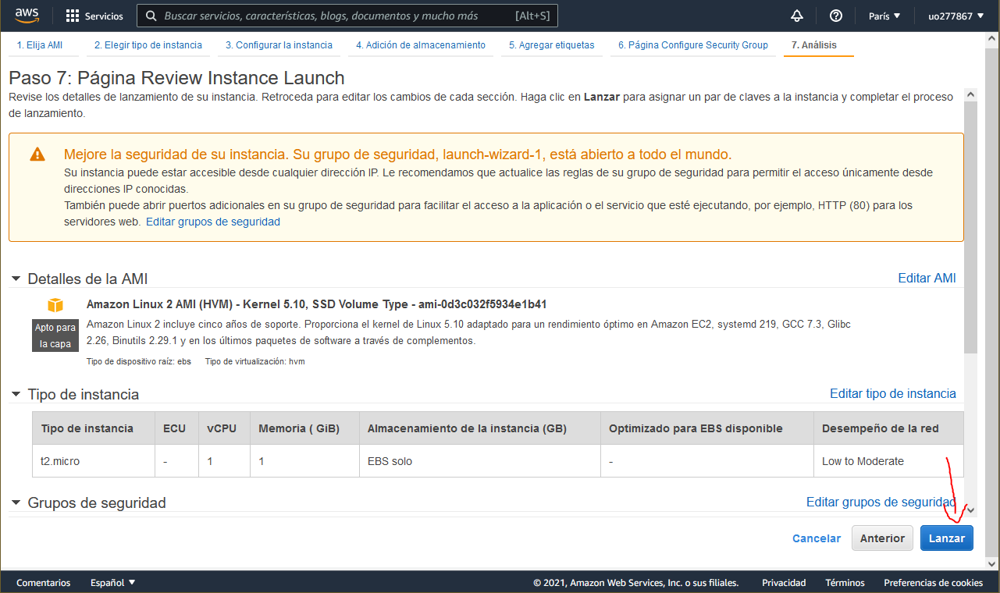 aws
Servicios
Buscar servicios, características, blogs, documentos y mucho más [Alt+S]
París ▼
uo277867 ▼
1. Elija AMI
2. Elegir tipo de instancia
3. Configurar la instancia
4. Adición de almacenamiento
5. Agregar etiquetas
6. Página Configure Security Group
7. Análisis
Paso 7: Página Review Instance Launch
Revise los detalles de lanzamiento de su instancia. Retroceda para editar los cambios de cada sección. Haga clic en Lanzar para asignar un par de claves a la instancia y completar el proceso
de lanzamiento.
Mejore la seguridad de su instancia. Su grupo de seguridad, launch-wizard-1, está abierto a todo el mundo.
Su instancia puede estar accesible desde cualquier dirección IP. Le recomendamos que actualice las reglas de su grupo de seguridad para permitir el acceso únicamente desde
direcciones IP conocidas.
También puede abrir puertos adicionales en su grupo de seguridad para facilitar el acceso a la aplicación o el servicio que esté ejecutando, por ejemplo, HTTP (80) para los
servidores web. Editar grupos de seguridad
Detalles de la AMI
Editar AMI
Amazon Linux 2 AMI (HVM) - Kernel 5.10, SSD Volume Type - ami-0d3c032f5934e1b41
Apto para
la capa
Amazon Linux 2 incluye cinco años de soporte. Proporciona el kernel de Linux 5.10 adaptado para un rendimiento óptimo en Amazon EC2, systemd 219, GCC 7.3, Glibc
2.26, Binutils 2.29.1 y en los últimos paquetes de software a través de complementos.
Tipo de dispositivo raíz: ebs Tipo de virtualización: hvm
Tipo de instancia
Editar tipo de instancia
Tipo de instancia ECU vCPU Memoria ( GiB) Almacenamiento de la instancia (GB) Optimizado para EBS disponible Desempeño de la red
t2.micro - 1 1 EBS solo - Low to Moderate
Grupos de seguridad
Editar grupos de seguridad
Cancelar
Anterior
Lanzar
Comentarios
Español ▼
© 2021, Amazon Web Services, Inc. o sus filiales.
Privacidad
Términos
Preferencias de cookies